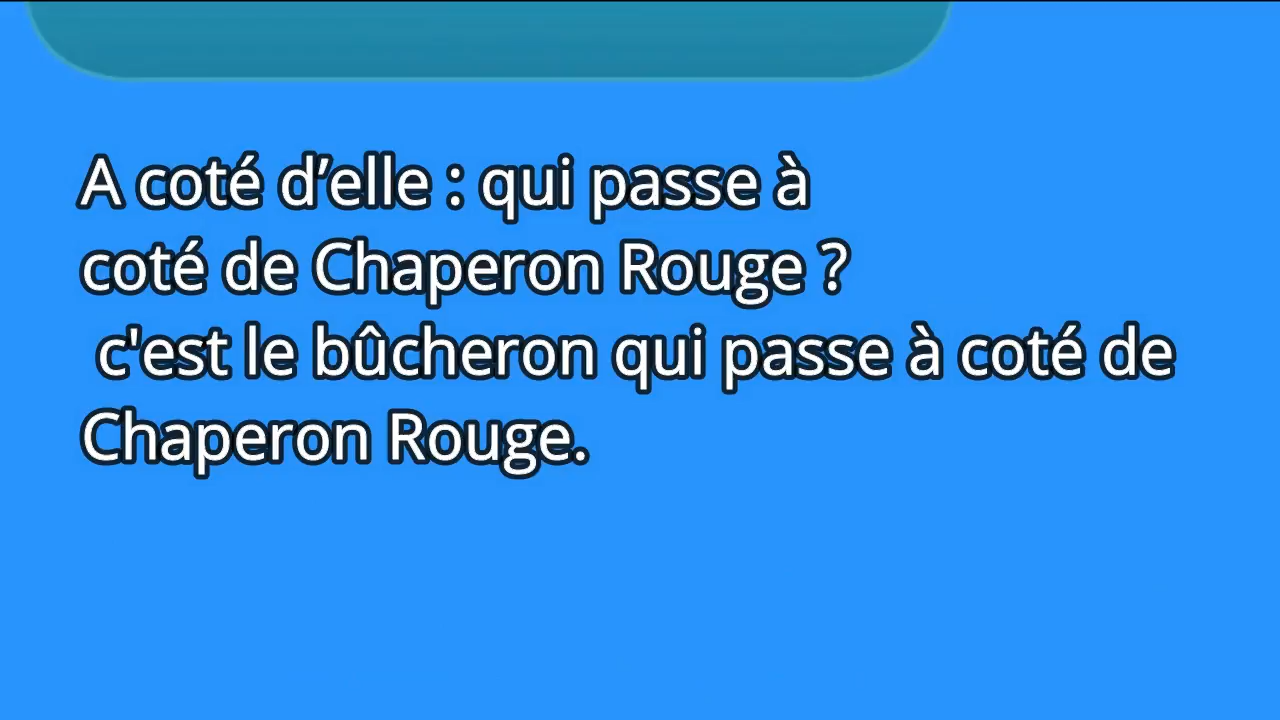 A coté d’elle : qui passe à
coté de Chaperon Rouge ?
c'est le bûcheron qui passe à coté de
Chaperon Rouge.